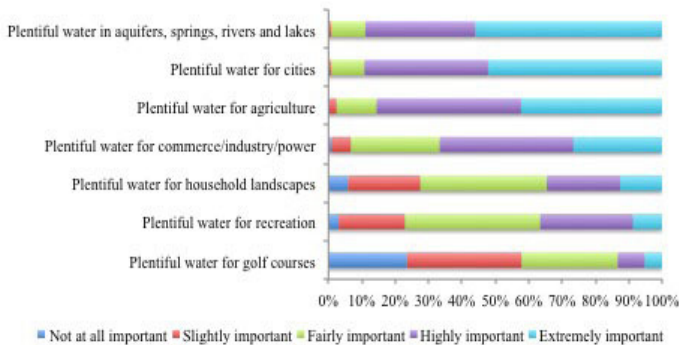 Plentiful water in aquifers, springs, rivers and lakes
Plentiful water for cities
Plentiful water for agriculture
Plentiful water for commerce/industry/power
Plentiful water for household landscapes
Plentiful water for recreation
Plentiful water for golf courses
0% 10% 20% 30% 40% 50% 60% 70% 80% 90% 100%
Not at all important Slightly important Fairly important Highly important Extremely important